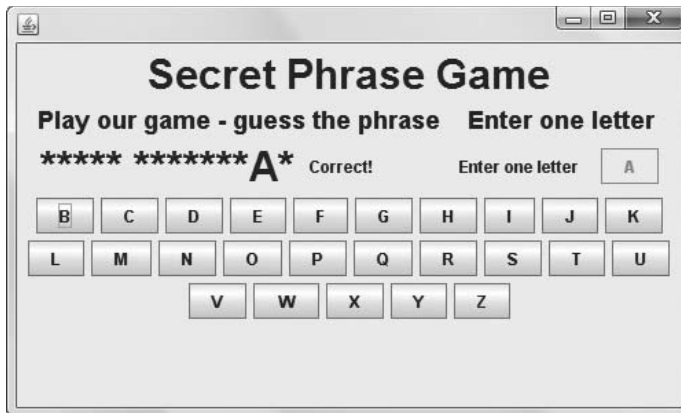 Secret Phrase Game
Play our game - guess the phrase Enter one letter
***** *******A* Correct! Enter one letter A
B C D E F G H I J K
L M N O P Q R S T U
V W X Y Z